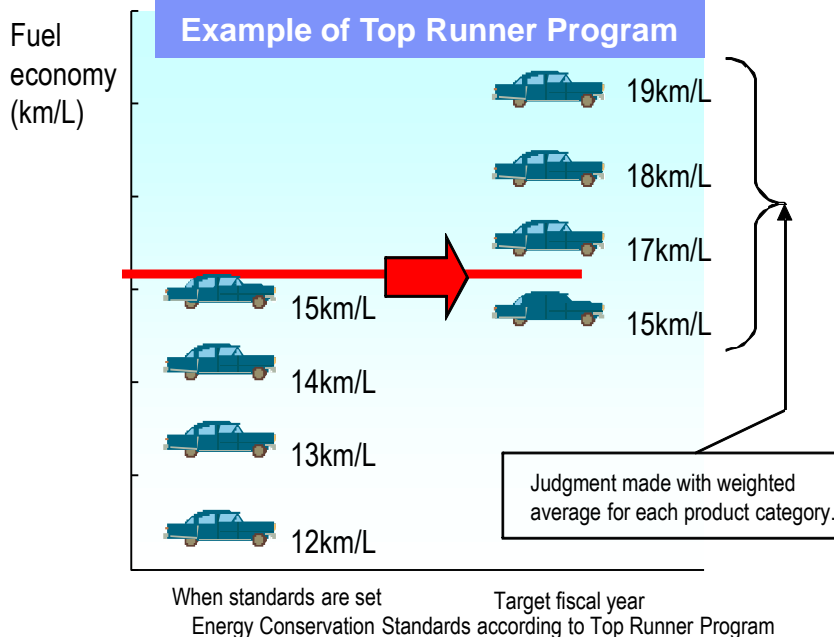 Example of Top Runner Program
Fuel
economy
(km/L)
19km/L
18km/L
17km/L
15km/L
15km/L
14km/L
13km/L
12km/L
Judgment made with weighted
average for each product category.
When standards are set
Target fiscal year
Energy Conservation Standards according to Top Runner Program